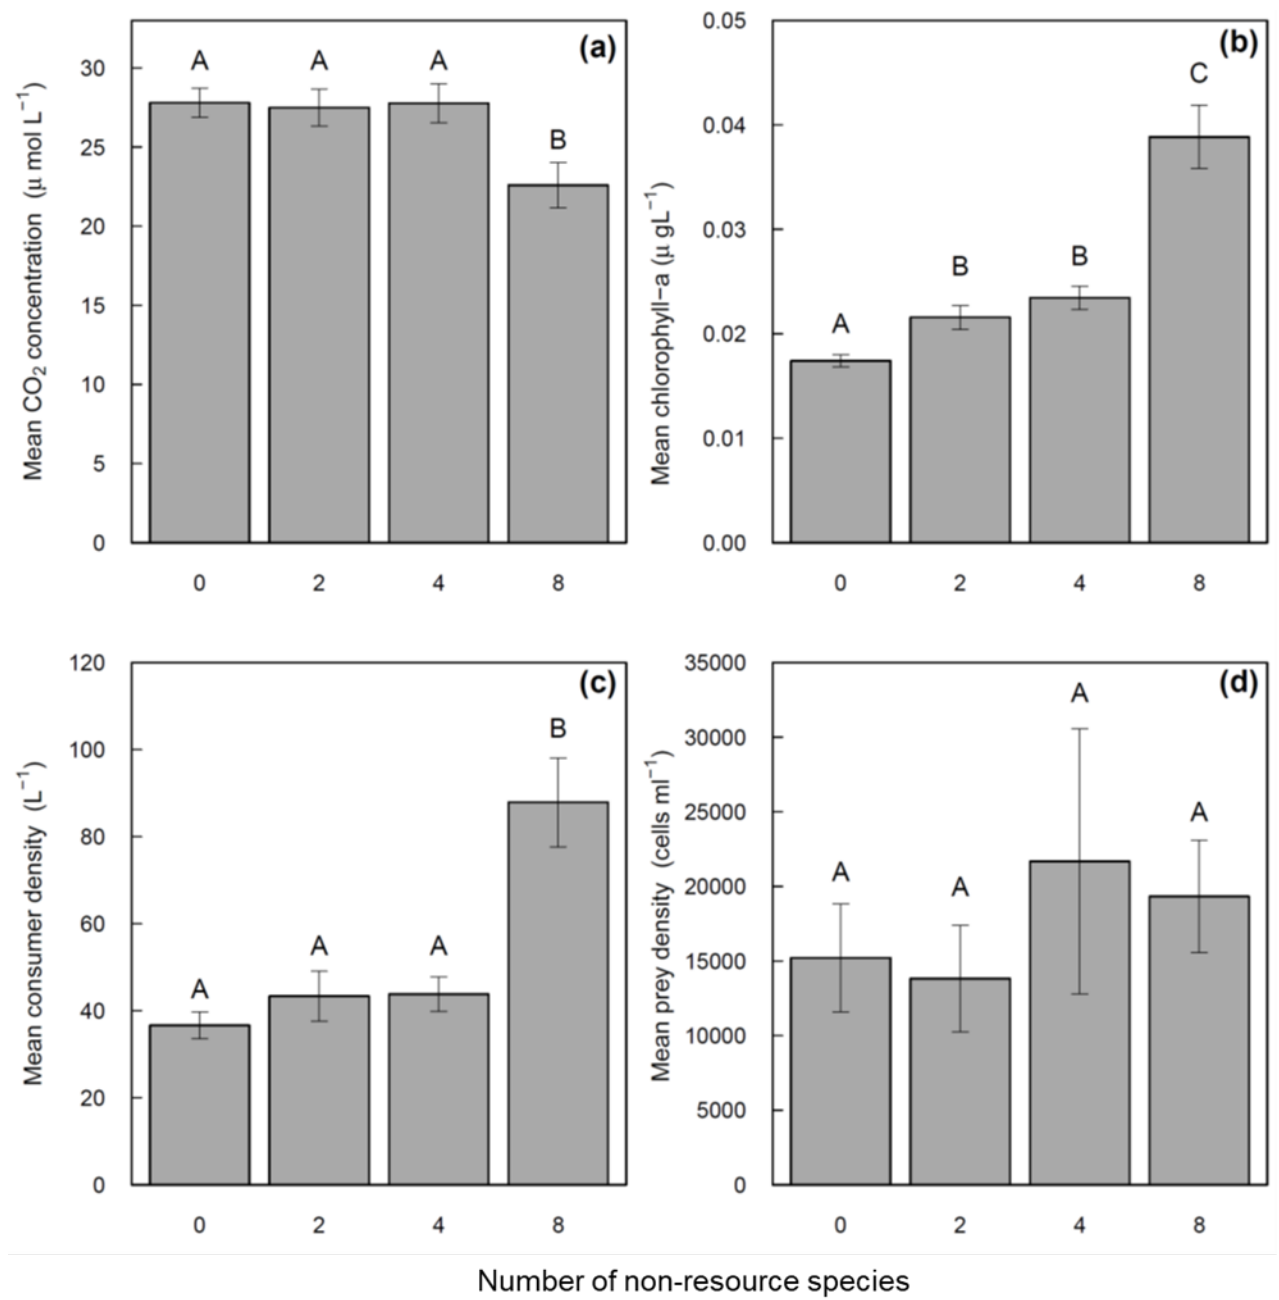 (a)
A A A B
30
25
20
15
10
5
0
Mean CO₂ concentration (μ mol L⁻¹)
0 2 4 8
(b)
A B B C
0.05
0.04
0.03
0.02
0.01
0.00
Mean chlorophyll−a (μ gL⁻¹)
0 2 4 8
(c)
A A A B
120
100
80
60
40
20
0
Mean consumer density (L⁻¹)
0 2 4 8
(d)
A A A A
35000
30000
25000
20000
15000
10000
5000
0
Mean prey density (cells ml⁻¹)
0 2 4 8
Number of non-resource species